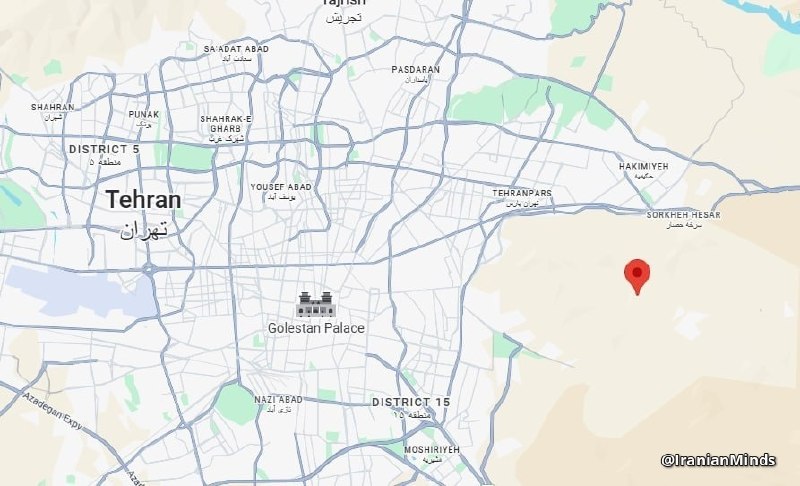 Tajrish
تجریش
SA'ADAT ABAD
سعادت آباد
PASDARAN
پاسداران
SHAHRAN
شهران
PUNAK
پونک
SHAHRAK-E
GHARB
شهرک غرب
DISTRICT 5
منطقه ۵
HAKIMIYEH
حکیمیه
YOUSEF ABAD
یوسف آباد
TEHRANPARS
تهران پارس
Tehran
تهران
SORKHEH HESAR
سرخه حصار
Golestan Palace
NAZI ABAD
نازی آباد
DISTRICT 15
منطقه ۱۵
Azadegan Expy
MOSHIRIYEH
مشیریه
@IranianMinds